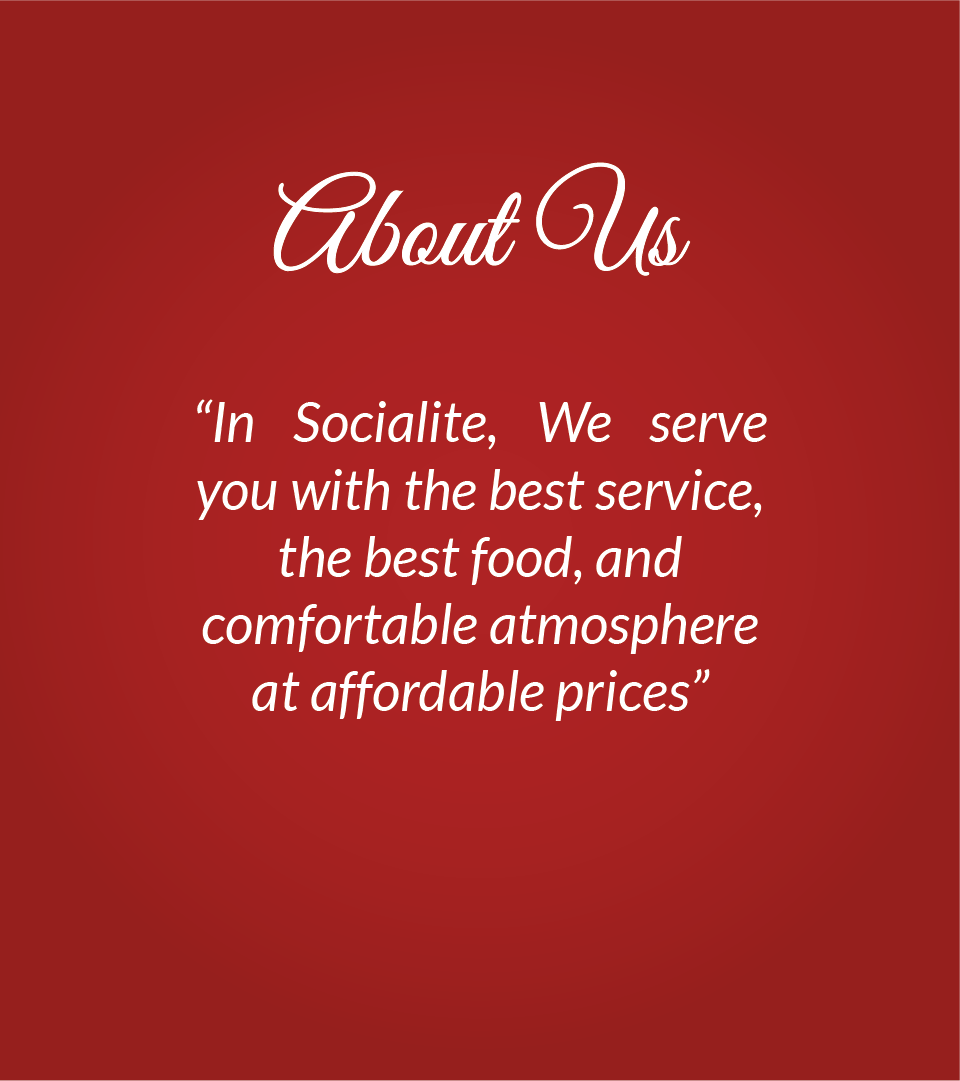 About Us
“In Socialite, We serve
you with the best service,
the best food, and
comfortable atmosphere
at affordable prices”